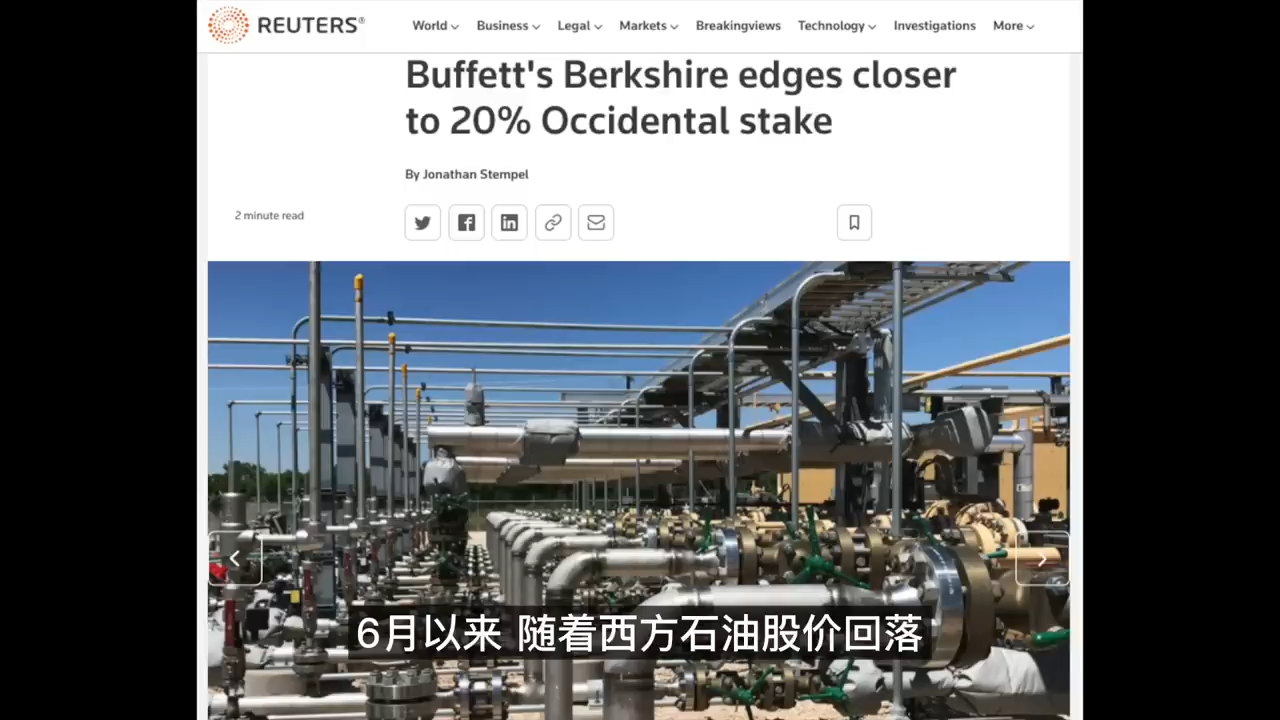 REUTERS®
World Business Legal Markets Breakingviews Technology Investigations More
Buffett's Berkshire edges closer
to 20% Occidental stake
By Jonathan Stempel
2 minute read
6月以来 随着西方石油股价回落